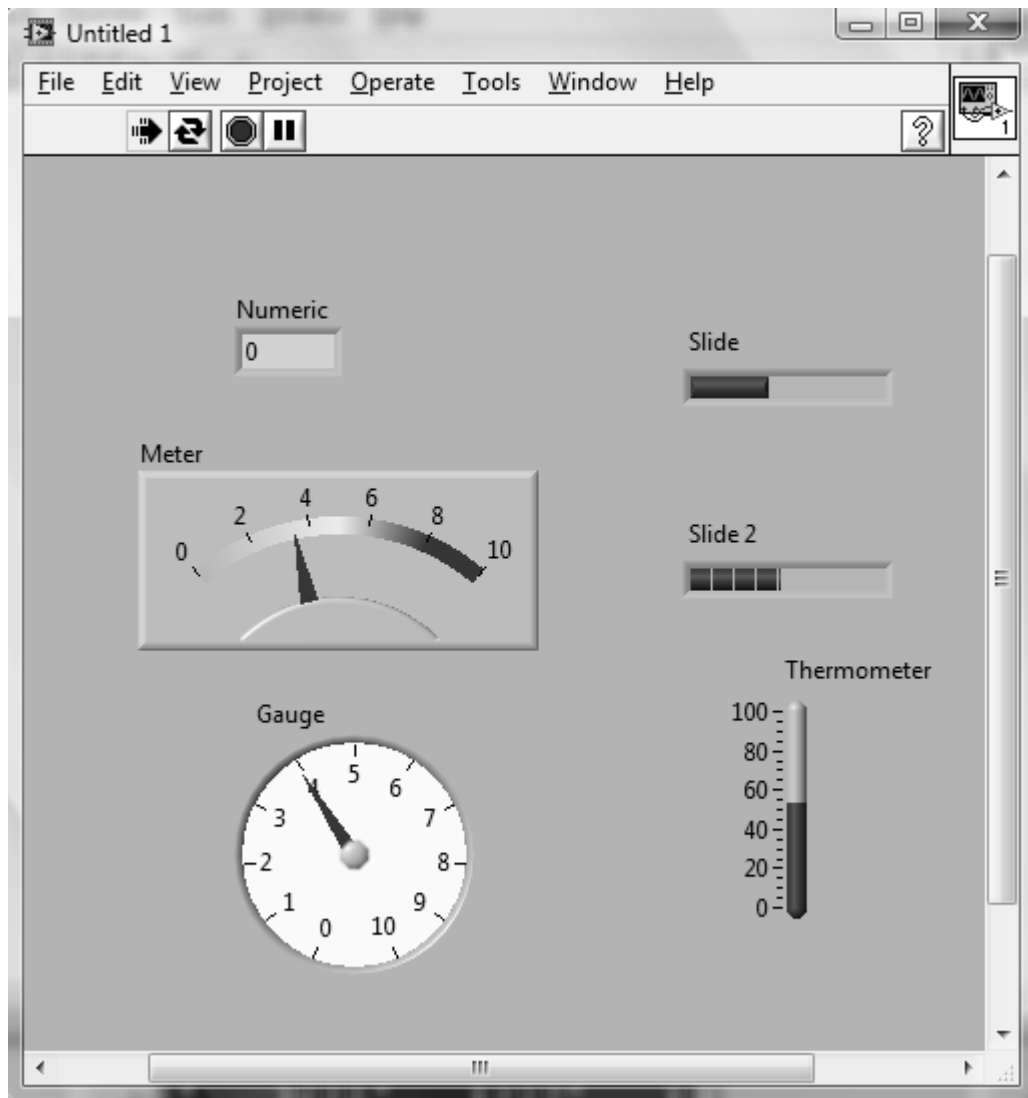 Untitled 1
File Edit View Project Operate Tools Window Help
?
1
Numeric
0
Slide
Meter
0 2 4 6 8 10
Slide 2
Thermometer
100
80
60
40
20
0
Gauge
0 1 2 3 4 5 6 7 8 9 10